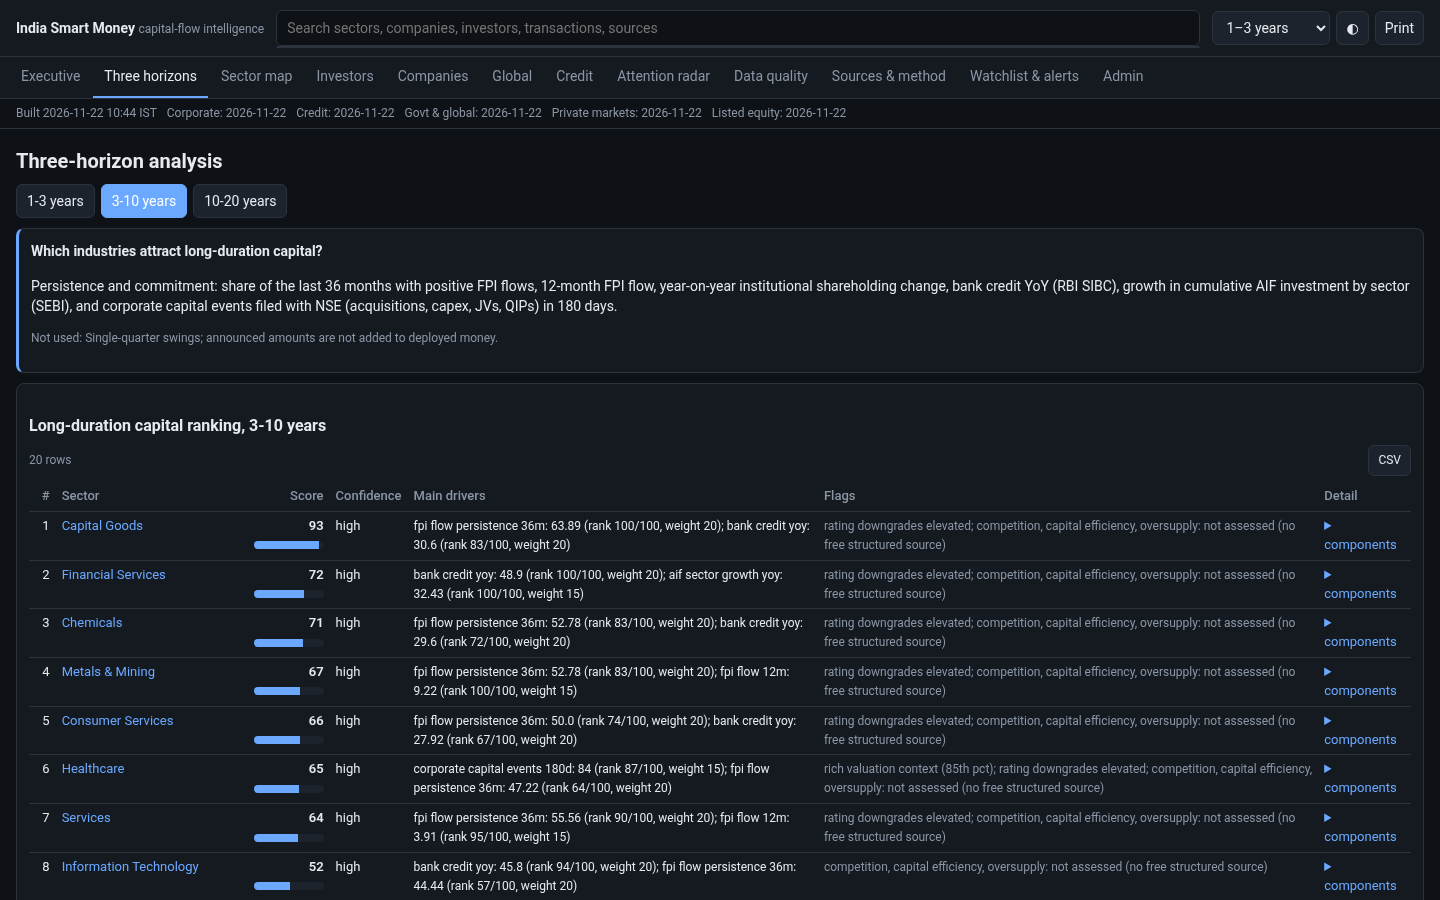 India Smart Money capital-flow intelligence
Search sectors, companies, investors, transactions, sources
1–3 years
Print
Executive Three horizons Sector map Investors Companies Global Credit Attention radar Data quality Sources & method Watchlist & alerts Admin
Built 2026-11-22 10:44 IST Corporate: 2026-11-22 Credit: 2026-11-22 Govt & global: 2026-11-22 Private markets: 2026-11-22 Listed equity: 2026-11-22
Three-horizon analysis
1-3 years 3-10 years 10-20 years
Which industries attract long-duration capital?
Persistence and commitment: share of the last 36 months with positive FPI flows, 12-month FPI flow, year-on-year institutional shareholding change, bank credit YoY (RBI SIBC), growth in cumulative AIF investment by sector
(SEBI), and corporate capital events filed with NSE (acquisitions, capex, JVs, QIPs) in 180 days.
Not used: Single-quarter swings; announced amounts are not added to deployed money.
Long-duration capital ranking, 3-10 years
20 rows
CSV
# Sector Score Confidence Main drivers Flags Detail
1 Capital Goods 93 high fpi flow persistence 36m: 63.89 (rank 100/100, weight 20); bank credit yoy: rating downgrades elevated; competition, capital efficiency, oversupply: not assessed (no
30.6 (rank 83/100, weight 20) free structured source) components
2 Financial Services 72 high bank credit yoy: 48.9 (rank 100/100, weight 20); aif sector growth yoy: rating downgrades elevated; competition, capital efficiency, oversupply: not assessed (no
32.43 (rank 100/100, weight 15) free structured source) components
3 Chemicals 71 high fpi flow persistence 36m: 52.78 (rank 83/100, weight 20); bank credit yoy: rating downgrades elevated; competition, capital efficiency, oversupply: not assessed (no
29.6 (rank 72/100, weight 20) free structured source) components
4 Metals & Mining 67 high fpi flow persistence 36m: 52.78 (rank 83/100, weight 20); fpi flow 12m: rating downgrades elevated; competition, capital efficiency, oversupply: not assessed (no
9.22 (rank 100/100, weight 15) free structured source) components
5 Consumer Services 66 high fpi flow persistence 36m: 50.0 (rank 74/100, weight 20); bank credit yoy: rating downgrades elevated; competition, capital efficiency, oversupply: not assessed (no
27.92 (rank 67/100, weight 20) free structured source) components
6 Healthcare 65 high corporate capital events 180d: 84 (rank 87/100, weight 15); fpi flow rich valuation context (85th pct); rating downgrades elevated; competition, capital efficiency,
persistence 36m: 47.22 (rank 64/100, weight 20) oversupply: not assessed (no free structured source) components
7 Services 64 high fpi flow persistence 36m: 55.56 (rank 90/100, weight 20); fpi flow 12m: rating downgrades elevated; competition, capital efficiency, oversupply: not assessed (no
3.91 (rank 95/100, weight 15) free structured source) components
8 Information Technology 52 high bank credit yoy: 45.8 (rank 94/100, weight 20); fpi flow persistence 36m: competition, capital efficiency, oversupply: not assessed (no free structured source)
44.44 (rank 57/100, weight 20) components